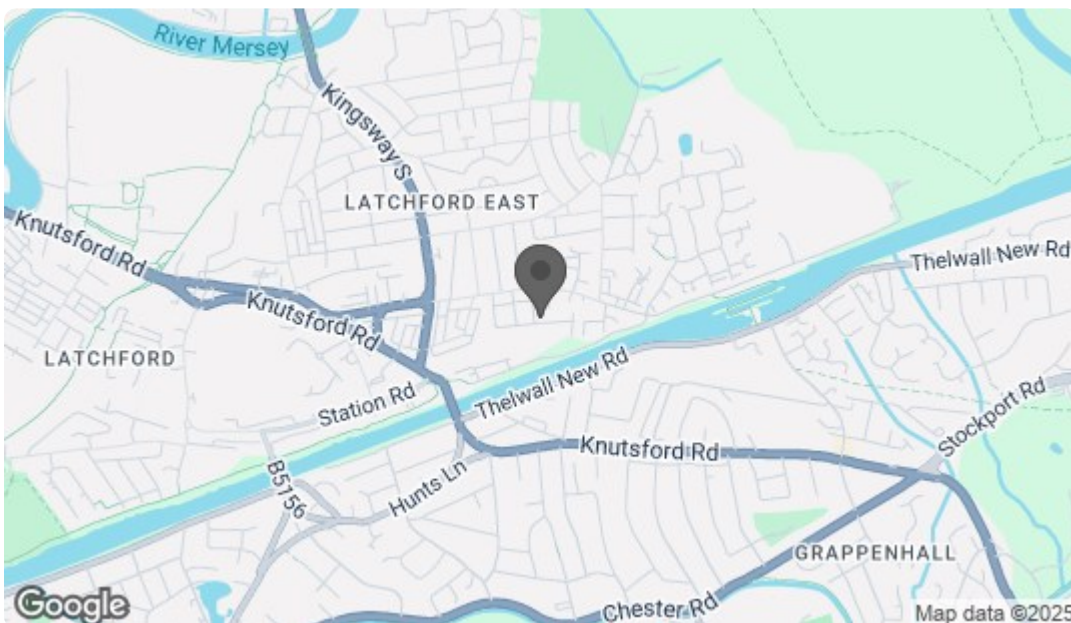 River Mersey
Kingsway S
LATCHFORD EAST
Knutsford Rd
Thelwall New Rd
Knutsford Rd
LATCHFORD
Station Rd
Thelwall New Rd
Stockport Rd
Knutsford Rd
B5156
Hunts Ln
GRAPPENHALL
Chester Rd
Google
Map data ©2025